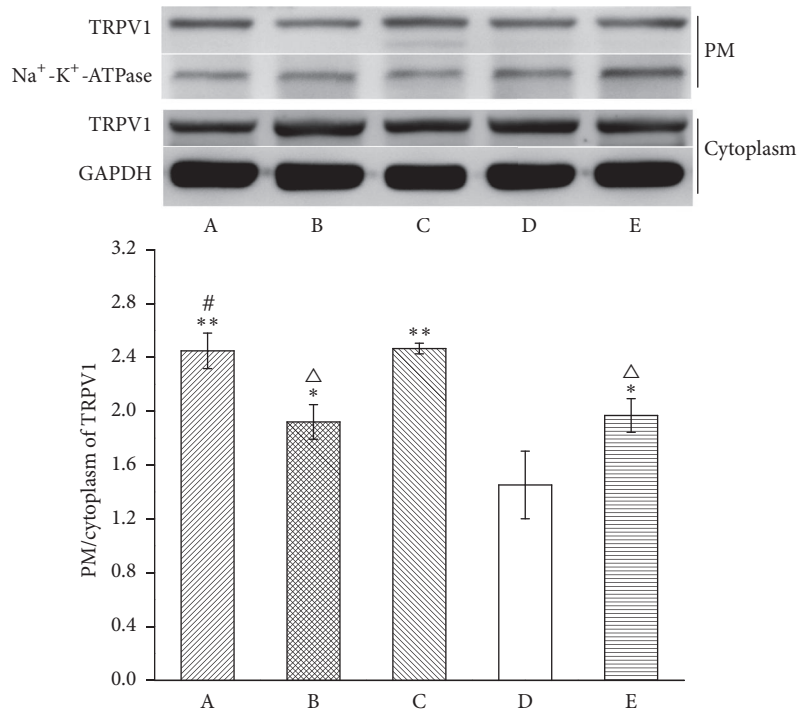 TRPV1
PM
Na⁺-K⁺-ATPase
TRPV1
Cytoplasm
GAPDH
A B C D E
PM/cytoplasm of TRPV1
3.2
2.8
2.4
2.0
1.6
1.2
0.8
0.4
0.0
#
**
△
*
**
△
*
A B C D E